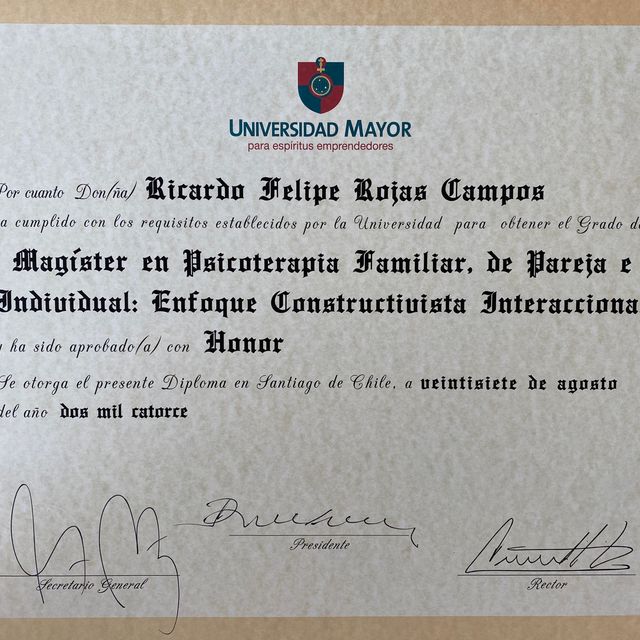 UNIVERSIDAD MAYOR
para espíritus emprendedores
Por cuanto Don(ña) Ricardo Felipe Rojas Campos
a cumplido con los requisitos establecidos por la Universidad para obtener el Grado de
Magíster en Psicoterapia Familiar, de Pareja e
Individual: Enfoque Constructivista Interacciona
y ha sido aprobado(a) con Honor
Se otorga el presente Diploma en Santiago de Chile, a veintisiete de agosto
del año dos mil catorce
Presidente
Secretario General
Rector